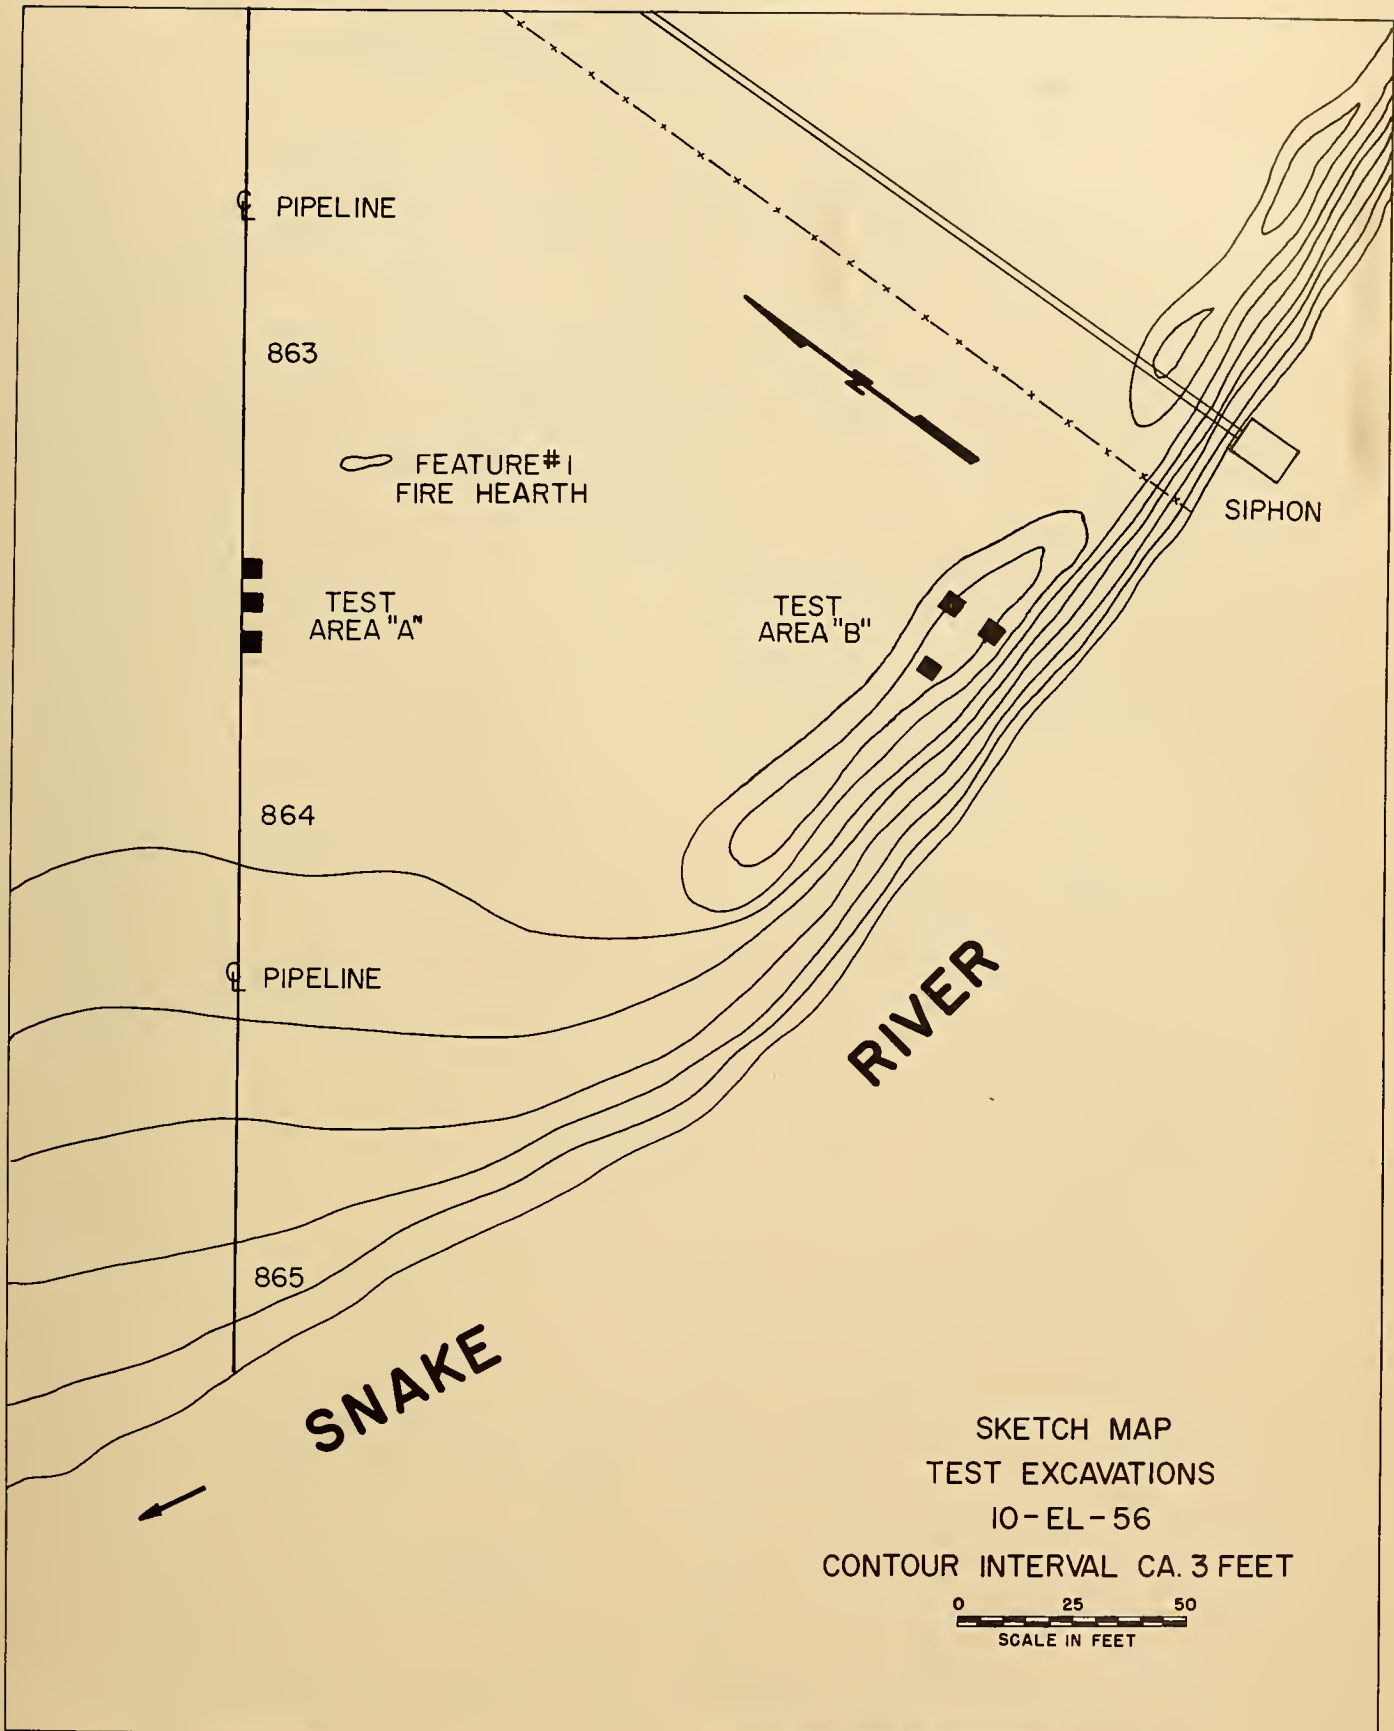 ℄ PIPELINE
863
N
FEATURE #1
FIRE HEARTH
SIPHON
TEST
AREA "A"
TEST
AREA "B"
864
℄ PIPELINE
RIVER
865
SNAKE
SKETCH MAP
TEST EXCAVATIONS
10-EL-56
CONTOUR INTERVAL CA. 3 FEET
0 25 50
SCALE IN FEET